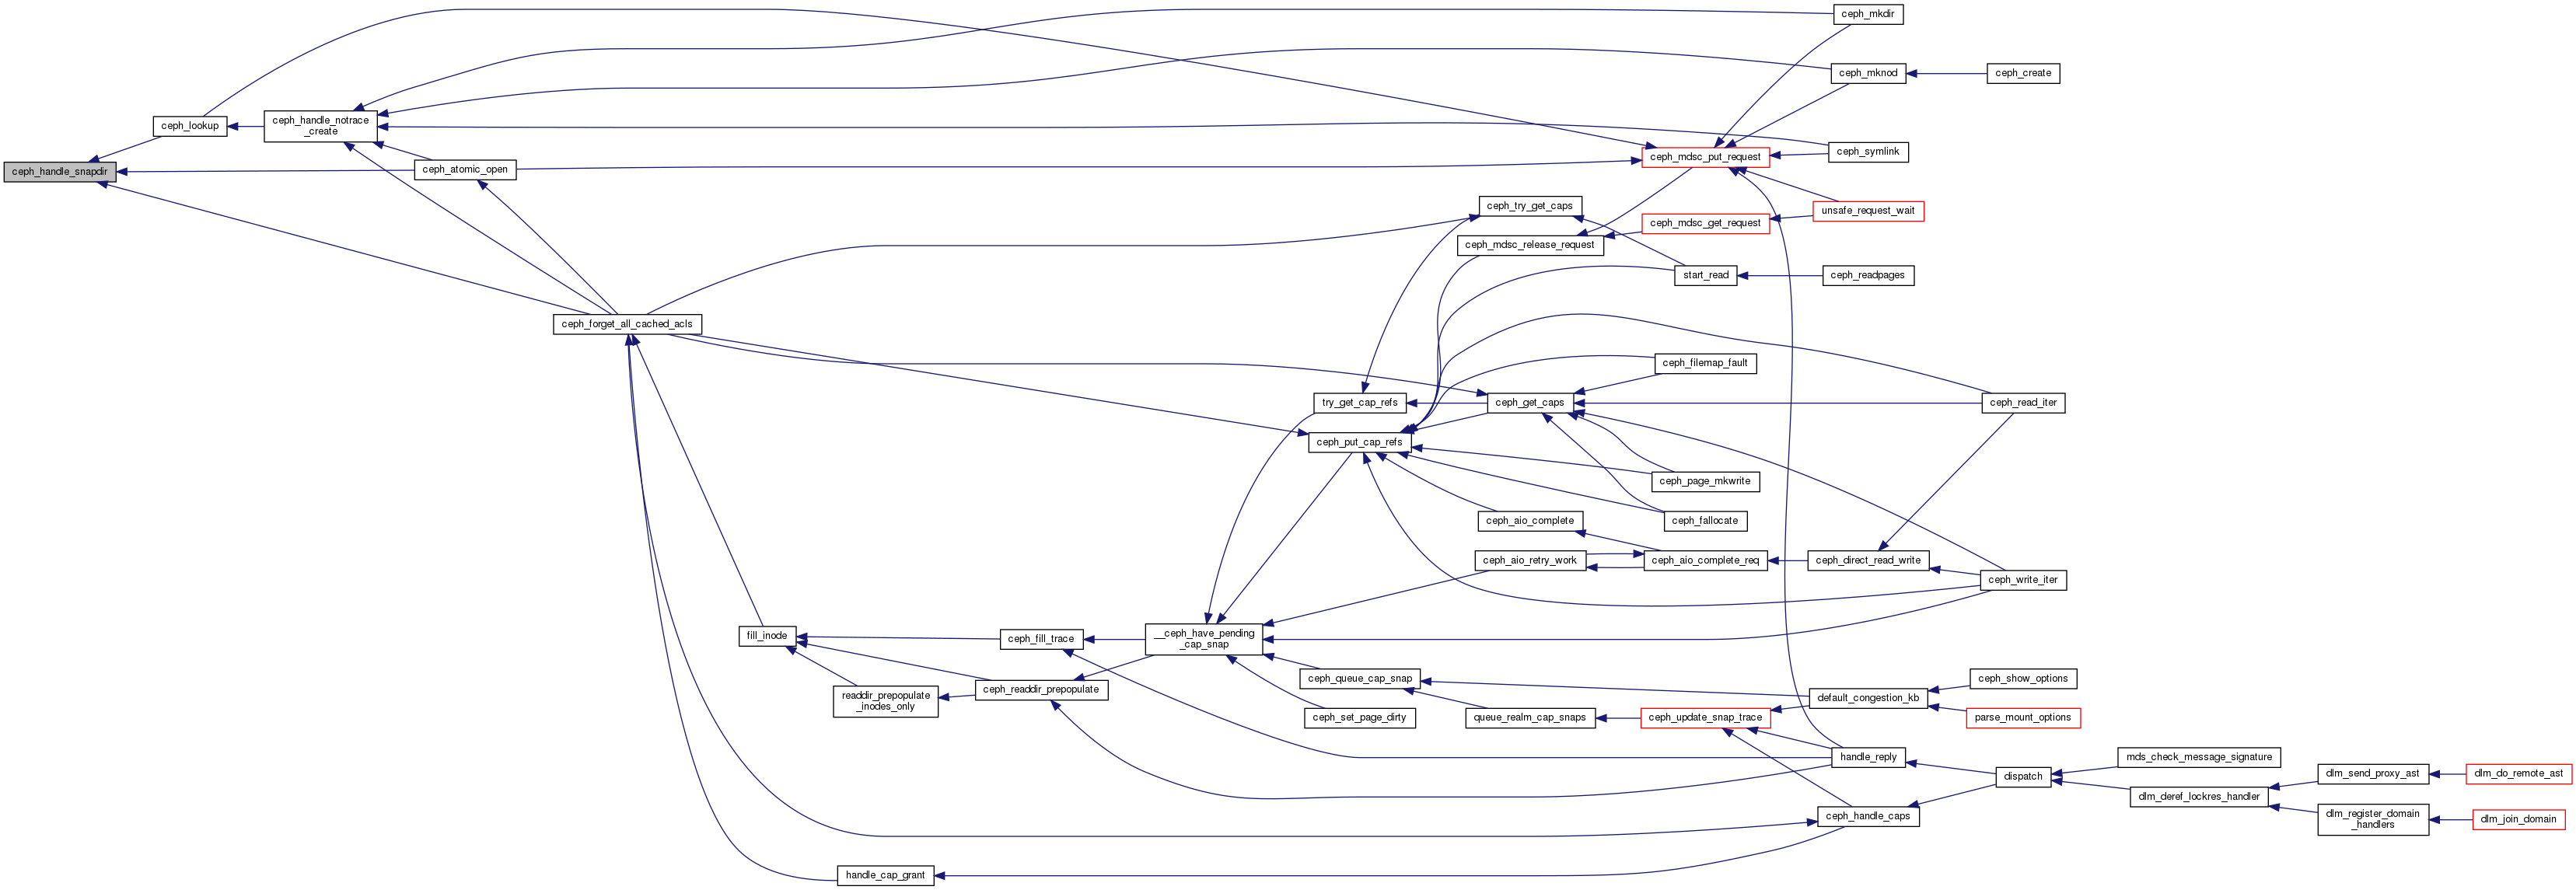 ceph_mkdir
ceph_mknod
ceph_create
ceph_lookup
ceph_handle_notrace
_create
ceph_symlink
ceph_mdsc_put_request
ceph_handle_snapdir
ceph_atomic_open
ceph_try_get_caps
unsafe_request_wait
ceph_mdsc_get_request
ceph_mdsc_release_request
start_read
ceph_readpages
ceph_forget_all_cached_acls
ceph_filemap_fault
try_get_cap_refs
ceph_get_caps
ceph_read_iter
ceph_put_cap_refs
ceph_page_mkwrite
ceph_aio_complete
ceph_fallocate
ceph_aio_retry_work
ceph_aio_complete_req
ceph_direct_read_write
ceph_write_iter
fill_inode
ceph_fill_trace
__ceph_have_pending
_cap_snap
ceph_queue_cap_snap
ceph_show_options
readdir_prepopulate
_inodes_only
ceph_readdir_prepopulate
default_congestion_kb
ceph_set_page_dirty
queue_realm_cap_snaps
ceph_update_snap_trace
parse_mount_options
handle_reply
mds_check_message_signature
dispatch
dlm_send_proxy_ast
dlm_do_remote_ast
dlm_deref_lockres_handler
ceph_handle_caps
dlm_register_domain
_handlers
dlm_join_domain
handle_cap_grant